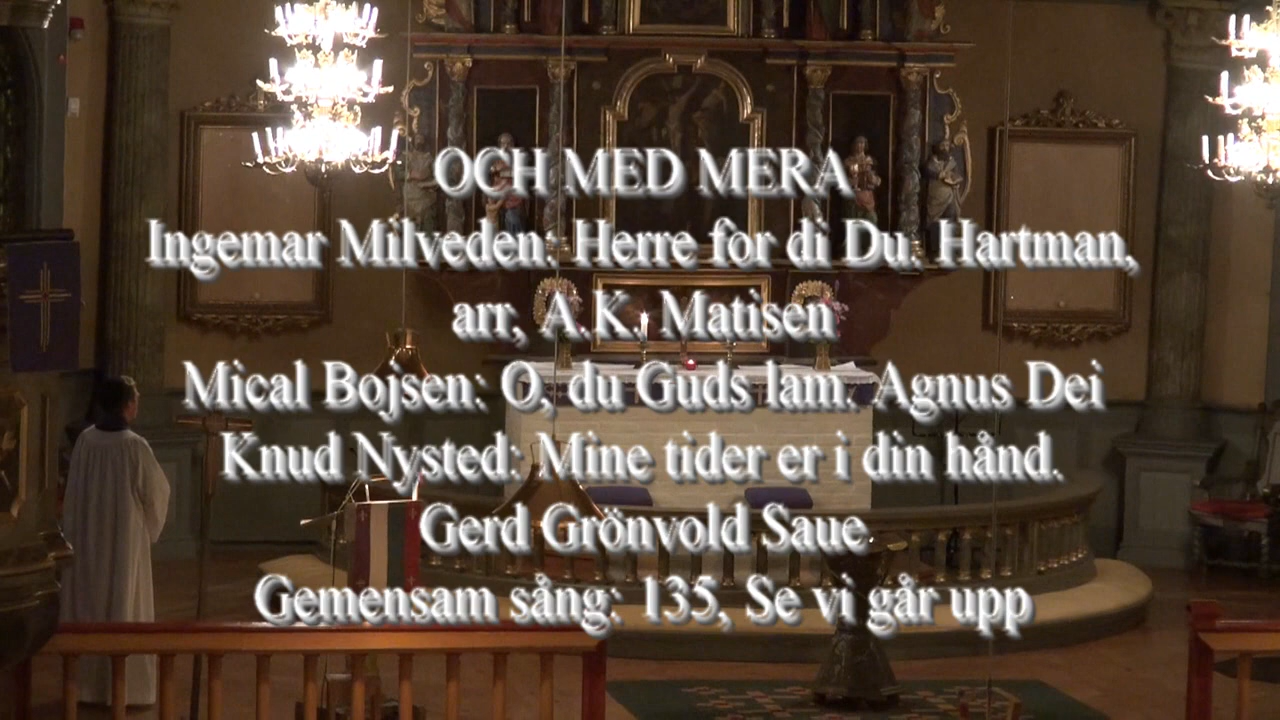 OCH MED MERA
Ingemar Milveden: Herre for di Du. Hartman,
arr, A.K. Matisen
Mical Bojsen: O, du Guds lam. Agnus Dei
Knud Nysted: Mine tider er i din hånd.
Gerd Grönvold Saue.
Gemensam sång: 135, Se vi går upp